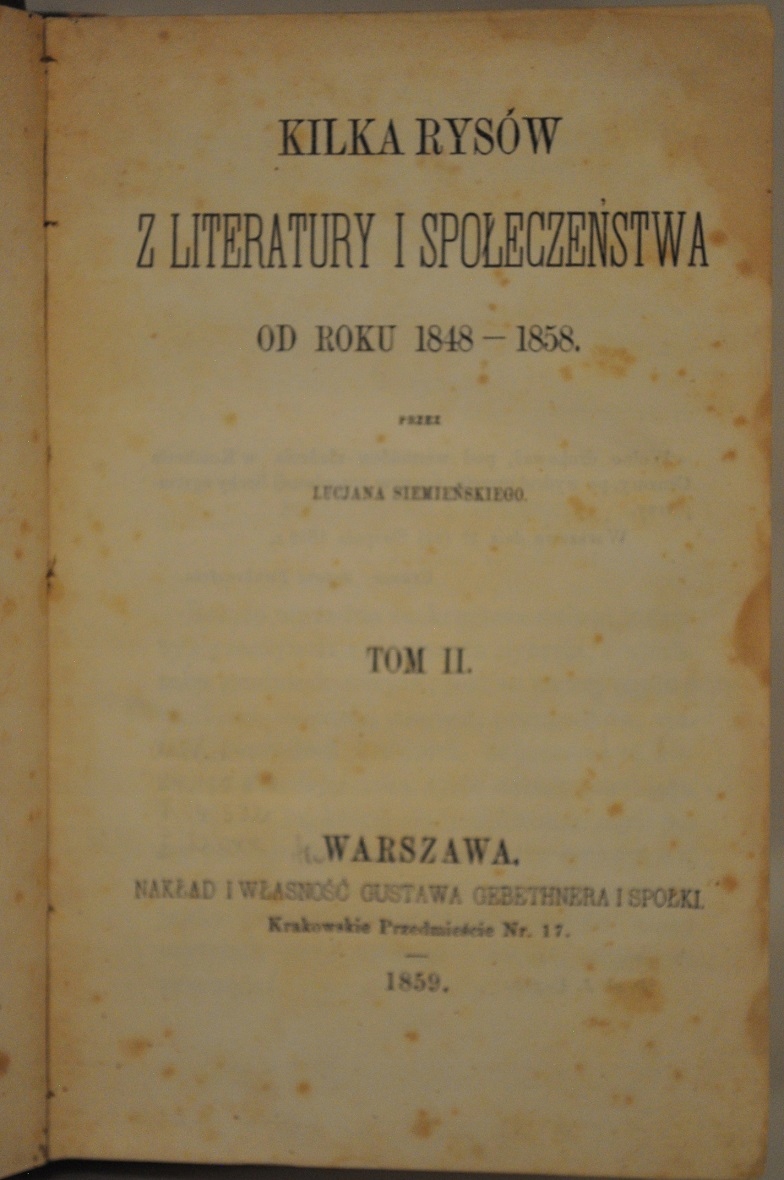 KILKA RYSÓW
Z LITERATURY I SPOŁECZEŃSTWA
OD ROKU 1848 — 1858.
PRZEZ
LUCJANA SIEMIEŃSKIEGO.
TOM II.
WARSZAWA.
NAKŁAD I WŁASNOŚĆ GUSTAWA GEBETHNERA I SPOŁKI.
Krakowskie Przedmieście Nr. 17.
1859.